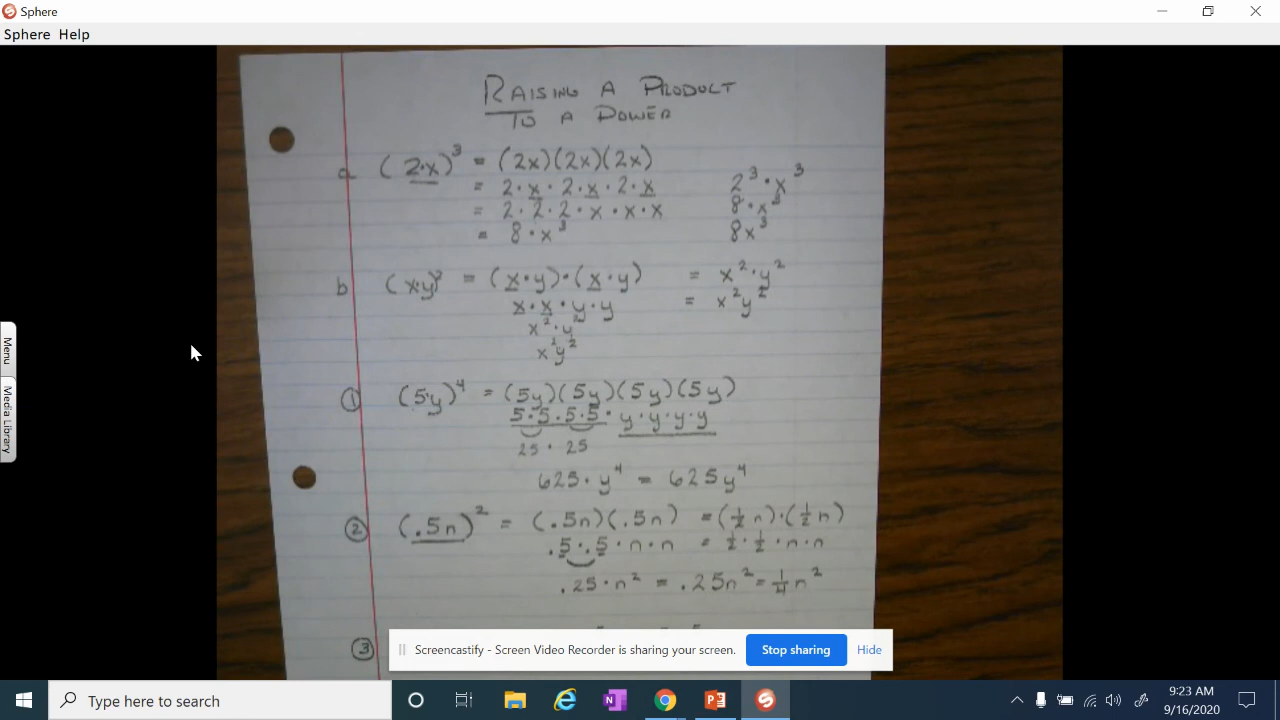 Sphere
Sphere Help
Menu
Media Library
RAISING A PRODUCT
TO A POWER
a (2·x)³ = (2x)(2x)(2x)
= 2·x·2·x·2·x 2³·x³
= 2·2·2·x·x·x 8·x³
= 8·x³ 8x³
b (x·y)² = (x·y)·(x·y) = x²·y²
x·x·y·y = x²y²
x²·y²
x²y²
① (5·y)⁴ = (5y)(5y)(5y)(5y)
5·5·5·5·y·y·y·y
25·25
625·y⁴ = 625y⁴
② (.5n)² = (.5n)(.5n) = (½n)·(½n)
.5·.5·n·n = ½·½·n·n
.25·n² = .25n² = ¼n²
③
Screencastify - Screen Video Recorder is sharing your screen. Stop sharing Hide
Type here to search
9:23 AM
9/16/2020